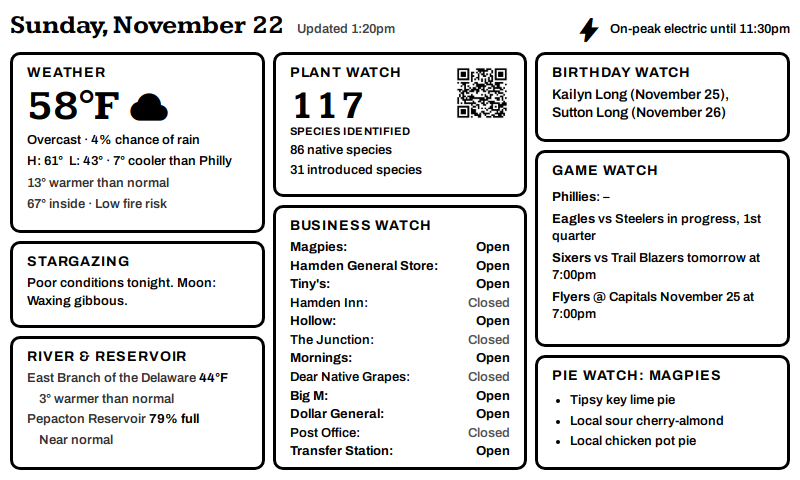 Sunday, November 22 Updated 1:20pm On-peak electric until 11:30pm
WEATHER
58°F
Overcast · 4% chance of rain
H: 61° L: 43° · 7° cooler than Philly
13° warmer than normal
67° inside · Low fire risk
STARGAZING
Poor conditions tonight. Moon:
Waxing gibbous.
RIVER & RESERVOIR
East Branch of the Delaware 44°F
3° warmer than normal
Pepacton Reservoir 79% full
Near normal
PLANT WATCH
117
SPECIES IDENTIFIED
86 native species
31 introduced species
BUSINESS WATCH
Magpies: Open
Hamden General Store: Open
Tiny's: Open
Hamden Inn: Closed
Hollow: Open
The Junction: Closed
Mornings: Open
Dear Native Grapes: Closed
Big M: Open
Dollar General: Open
Post Office: Closed
Transfer Station: Open
BIRTHDAY WATCH
Kailyn Long (November 25),
Sutton Long (November 26)
GAME WATCH
Phillies: –
Eagles vs Steelers in progress, 1st
quarter
Sixers vs Trail Blazers tomorrow at
7:00pm
Flyers @ Capitals November 25 at
7:00pm
PIE WATCH: MAGPIES
• Tipsy key lime pie
• Local sour cherry-almond
• Local chicken pot pie